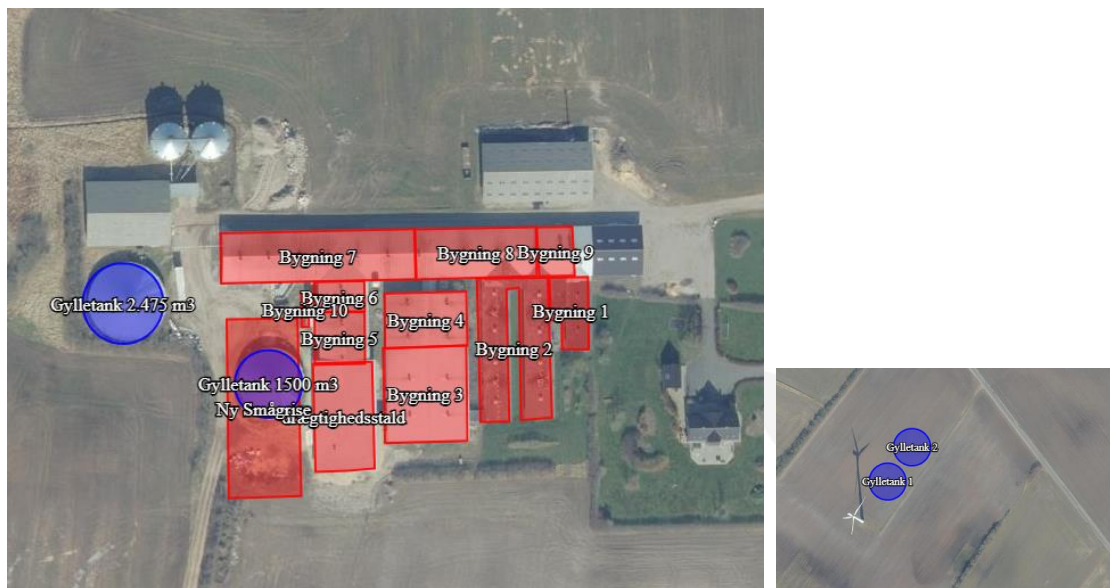 Bygning 7
Bygning 8
Bygning 9
Gylletank 2.475 m3
Bygning 6
Bygning 10
Bygning 1
Bygning 4
Bygning 5
Bygning 2
Gylletank 1500 m3
Bygning 3
Ny Smågrise
drægtighedsstald
Gylletank 2
Gylletank 1